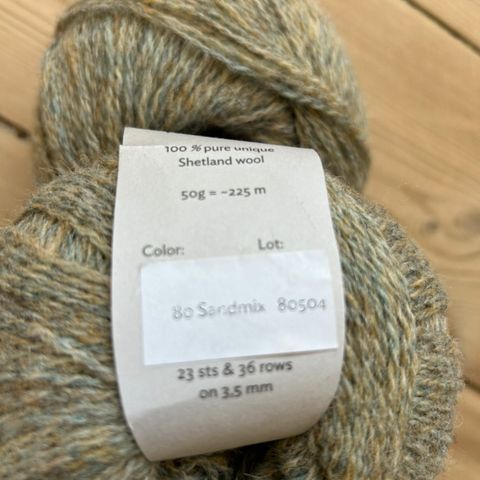 100 % pure unique
Shetland wool
50g = ~225 m
Color: Lot:
80 Sandmix 80504
23 sts & 36 rows
on 3.5 mm